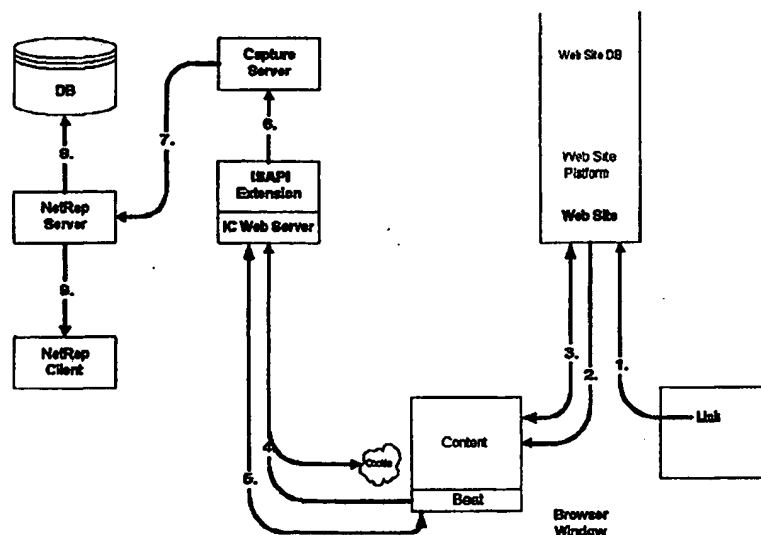 DB
Capture
Server
Web Site DB
6.
7.
8.
ISAPI
Extension
IC Web Server
Web Site
Platform
Web Site
NetRep
Server
9.
NetRep
Client
3.
2.
1.
Link
Content
4.
Cookie
5.
Beat
Browser
Window